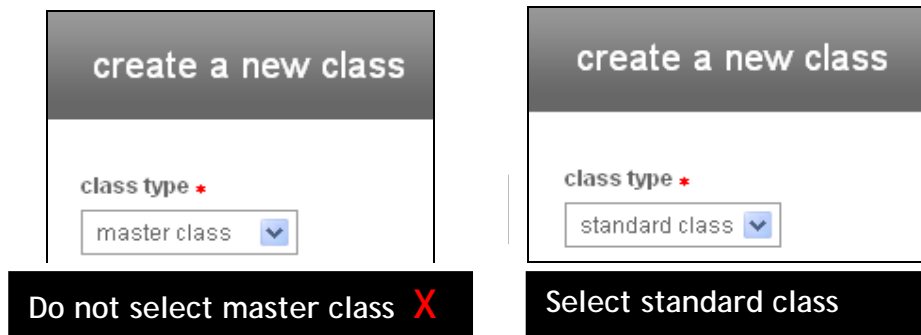 create a new class
class type *
master class
Do not select master class X
create a new class
class type *
standard class
Select standard class